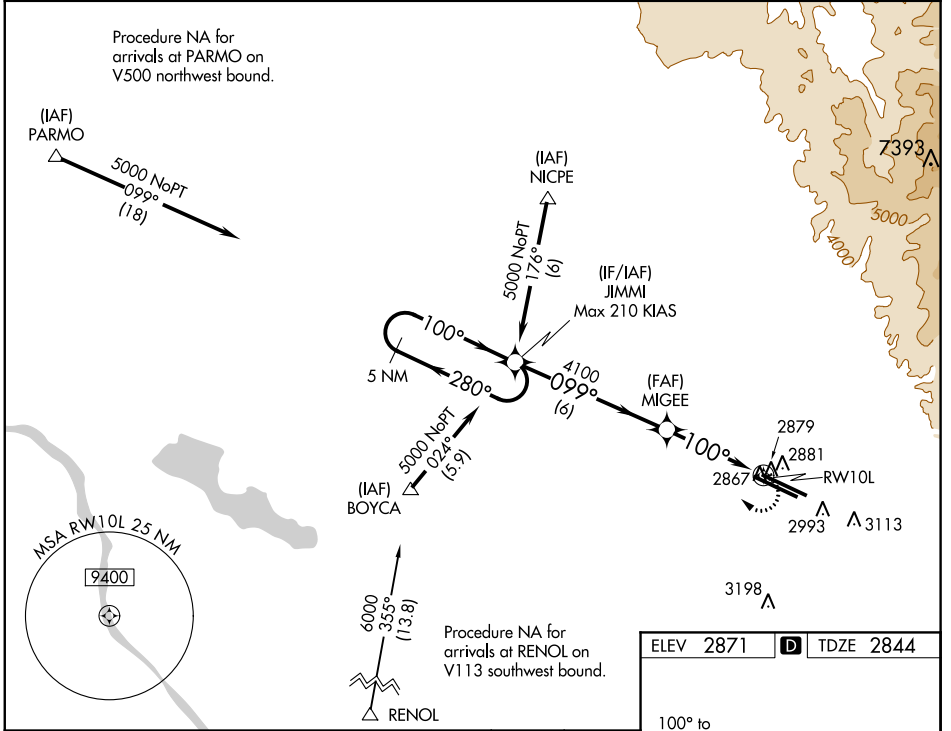 Procedure NA for
arrivals at PARMO on
V500 northwest bound.
(IAF)
PARMO
5000 NoPT
099°
(18)
(IAF)
NICPE
5000 NoPT
176°
(6)
7393
5000
4000
(IF/IAF)
JIMMI
Max 210 KIAS
100°
5 NM
280°
4100
099°
(6)
(FAF)
MIGEE
100°
5000 NoPT
024°
(5.9)
(IAF)
BOYCA
2879
2881
2867
RW10L
2993
3113
3198
MSA RW10L 25 NM
9400
6000
355°
(13.8)
RENOL
Procedure NA for
arrivals at RENOL on
V113 southwest bound.
ELEV 2871 D TDZE 2844
100° to